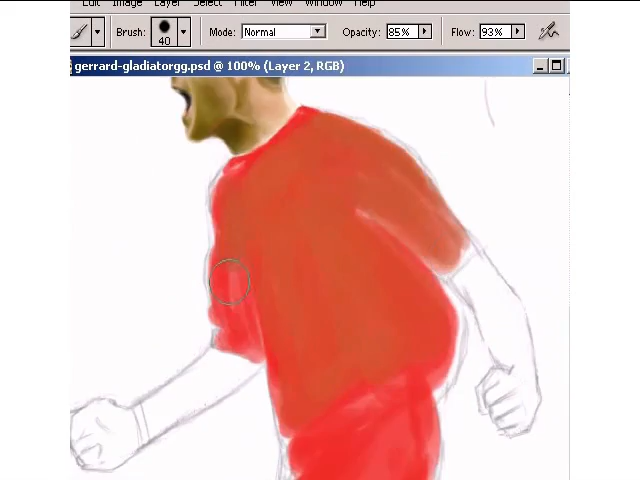 Edit Image Layer Select Filter View Window Help
Brush: 40 Mode: Normal Opacity: 85% Flow: 93%
gerrard-gladiatorgg.psd @ 100% (Layer 2, RGB)